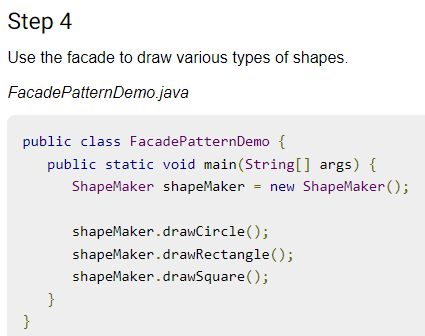 Step 4
Use the facade to draw various types of shapes.
FacadePatternDemo.java
public class FacadePatternDemo {
   public static void main(String[] args) {
      ShapeMaker shapeMaker = new ShapeMaker();

      shapeMaker.drawCircle();
      shapeMaker.drawRectangle();
      shapeMaker.drawSquare();
   }
}